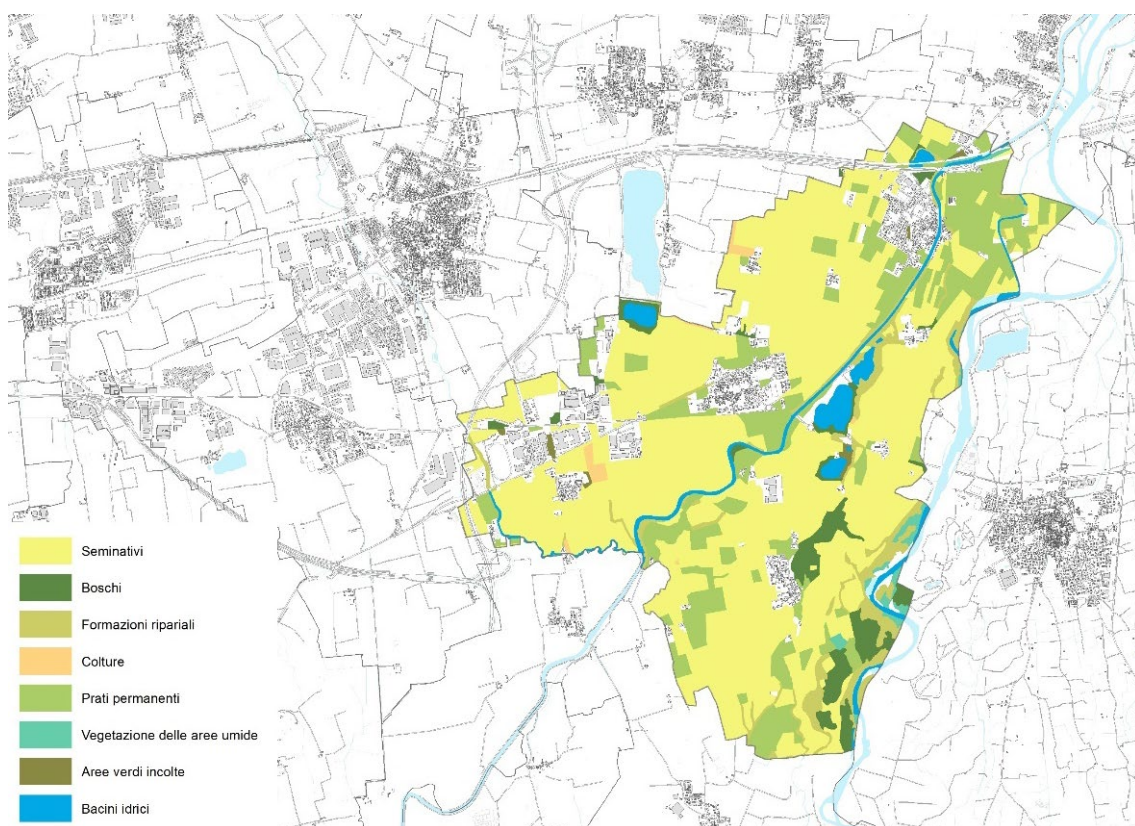 Seminativi
Boschi
Formazioni ripariali
Colture
Prati permanenti
Vegetazione delle aree umide
Aree verdi incolte
Bacini idrici